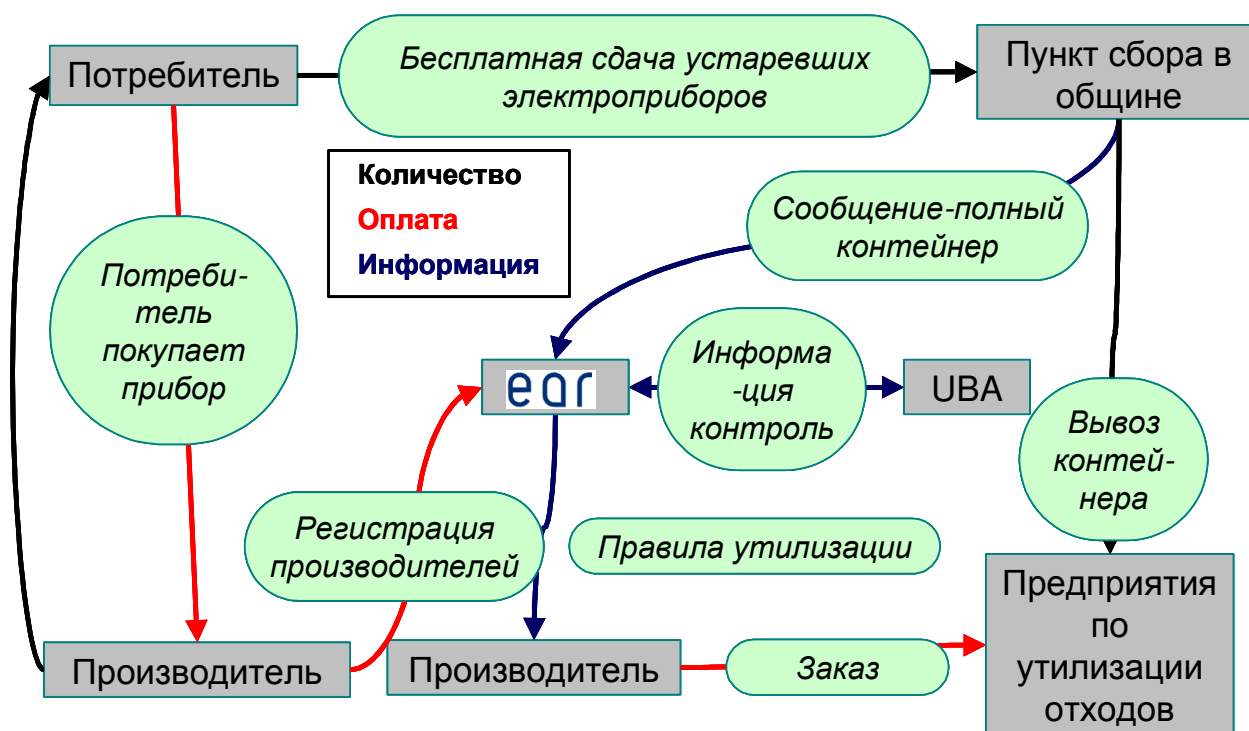 Потребитель
Бесплатная сдача устаревших
электроприборов
Пункт сбора в
общине
Количество
Оплата
Информация
Сообщение-полный
контейнер
Потреби-
тель
покупает
прибор
ear
Информа
-ция
контроль
UBA
Вывоз
контей-
нера
Регистрация
производителей
Правила утилизации
Производитель
Производитель
Заказ
Предприятия
по
утилизации
отходов